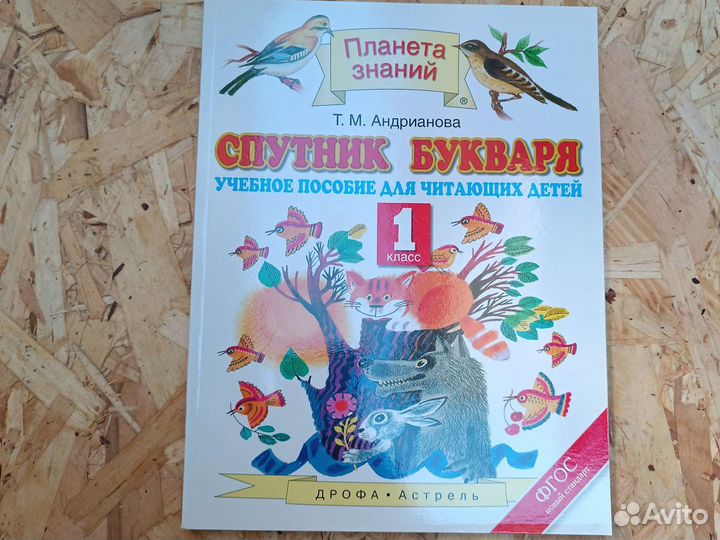 Планета
знаний
®
Т. М. Андрианова
СПУТНИК БУКВАРЯ
УЧЕБНОЕ ПОСОБИЕ ДЛЯ ЧИТАЮЩИХ ДЕТЕЙ
1
класс
ФГОС
новый стандарт
ДРОФА • Астрель
Avito